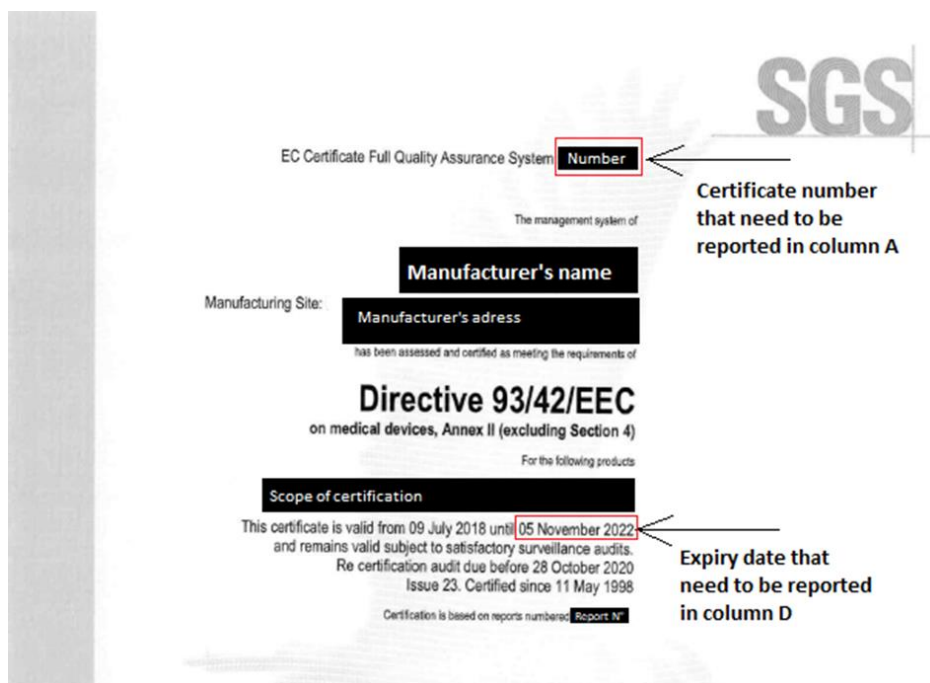 SGS
EC Certificate Full Quality Assurance System Number
Certificate number
that need to be
reported in column A
The management system of
Manufacturer's name
Manufacturing Site:
Manufacturer's adress
has been assessed and certified as meeting the requirements of
Directive 93/42/EEC
on medical devices, Annex II (excluding Section 4)
For the following products
Scope of certification
This certificate is valid from 09 July 2018 until 05 November 2022
and remains valid subject to satisfactory surveillance audits.
Re certification audit due before 28 October 2020
Issue 23. Certified since 11 May 1998
Expiry date that
need to be reported
in column D
Certification is based on reports numbered Report N°